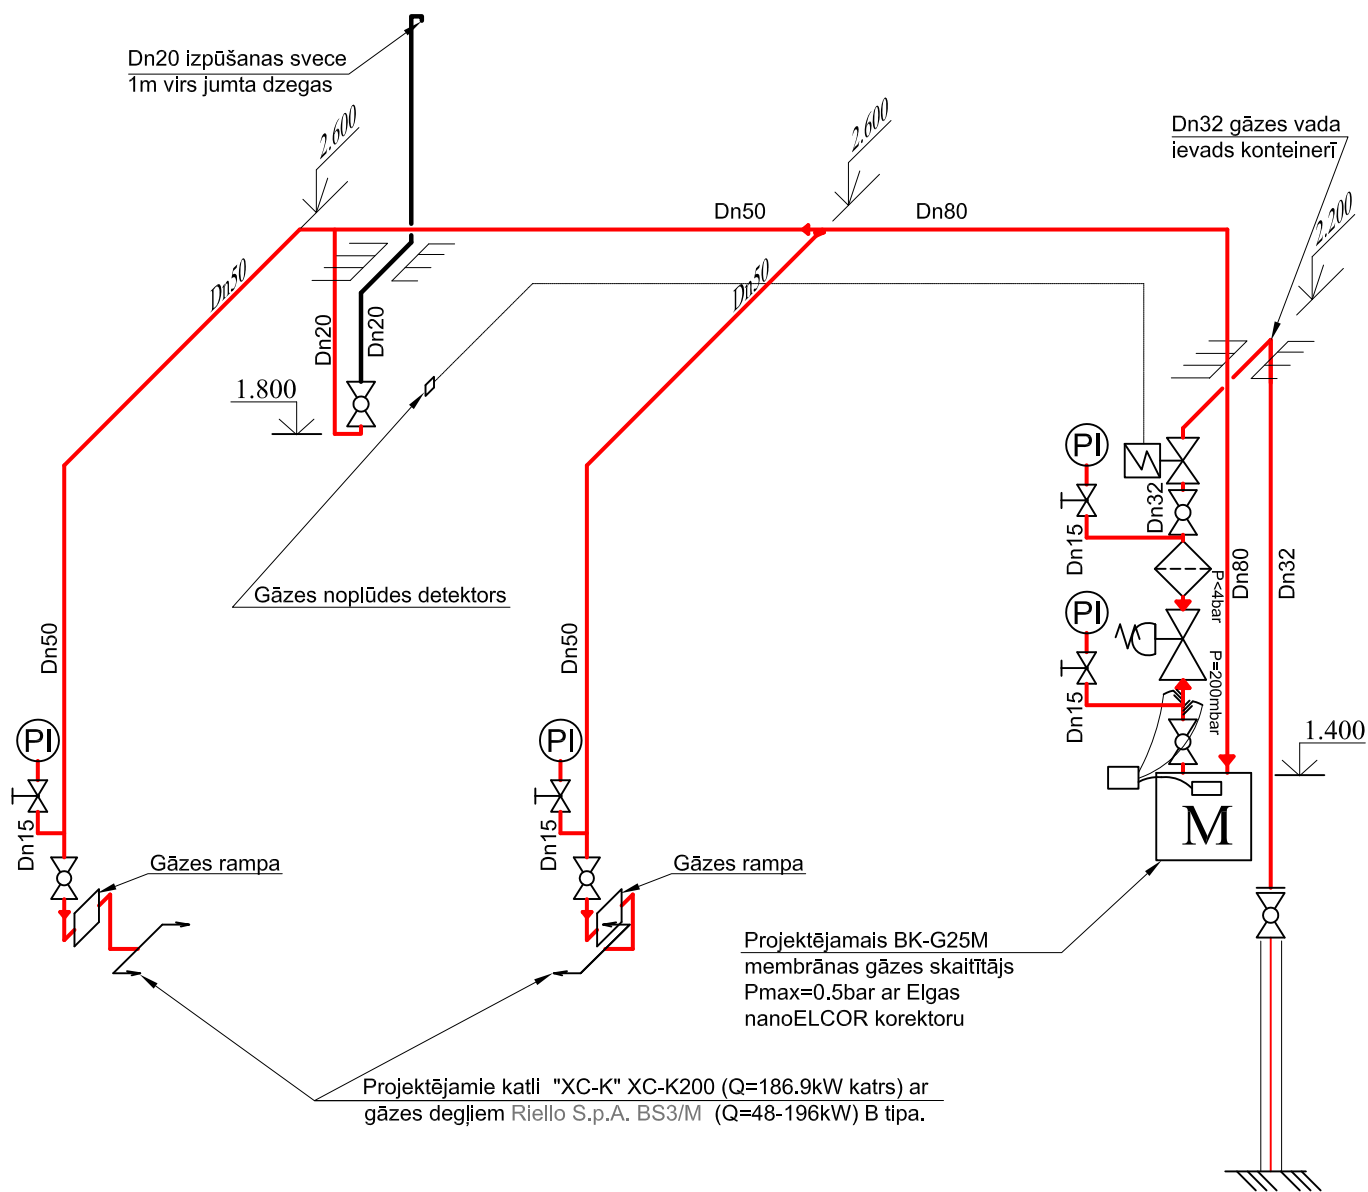 Dn20 izpūšanas svece
1m virs jumta dzegas
2.600
2.600
Dn32 gāzes vada
ievads konteinerī
2.200
Dn50
Dn80
Dn50
Dn50
Dn20
Dn20
1.800
PI
Dn32
Dn15
Dn80
Dn32
P<4bar
Gāzes noplūdes detektors
PI
Dn50
Dn50
P=200mbar
Dn15
PI
PI
1.400
M
Dn15
Dn15
Gāzes rampa
Gāzes rampa
Projektējamais BK-G25M
membrānas gāzes skaitītājs
Pmax=0.5bar ar Elgas
nanoELCOR korektoru
Projektējamie katli "XC-K" XC-K200 (Q=186.9kW katrs) ar
gāzes degļiem Riello S.p.A. BS3/M (Q=48-196kW) B tipa.